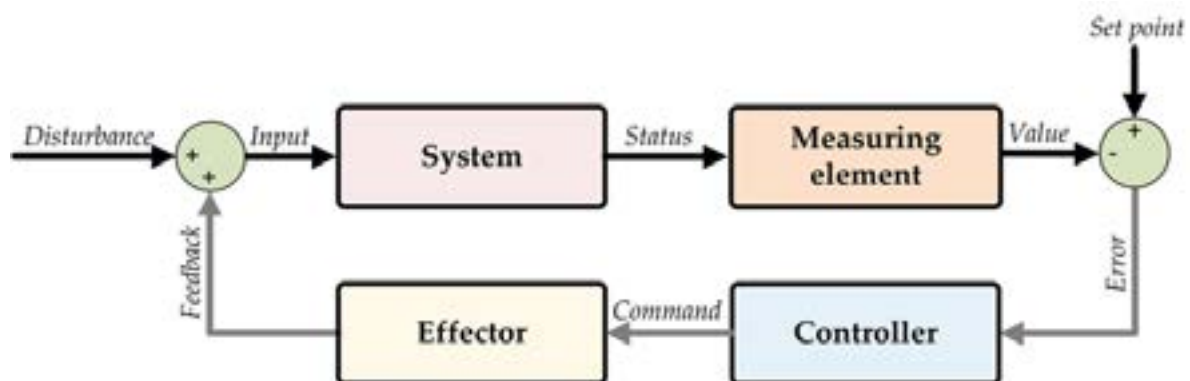 Set point
Disturbance
+
+
Input
System
Status
Measuring
element
Value
+
-
Feedback
Effector
Command
Controller
Error